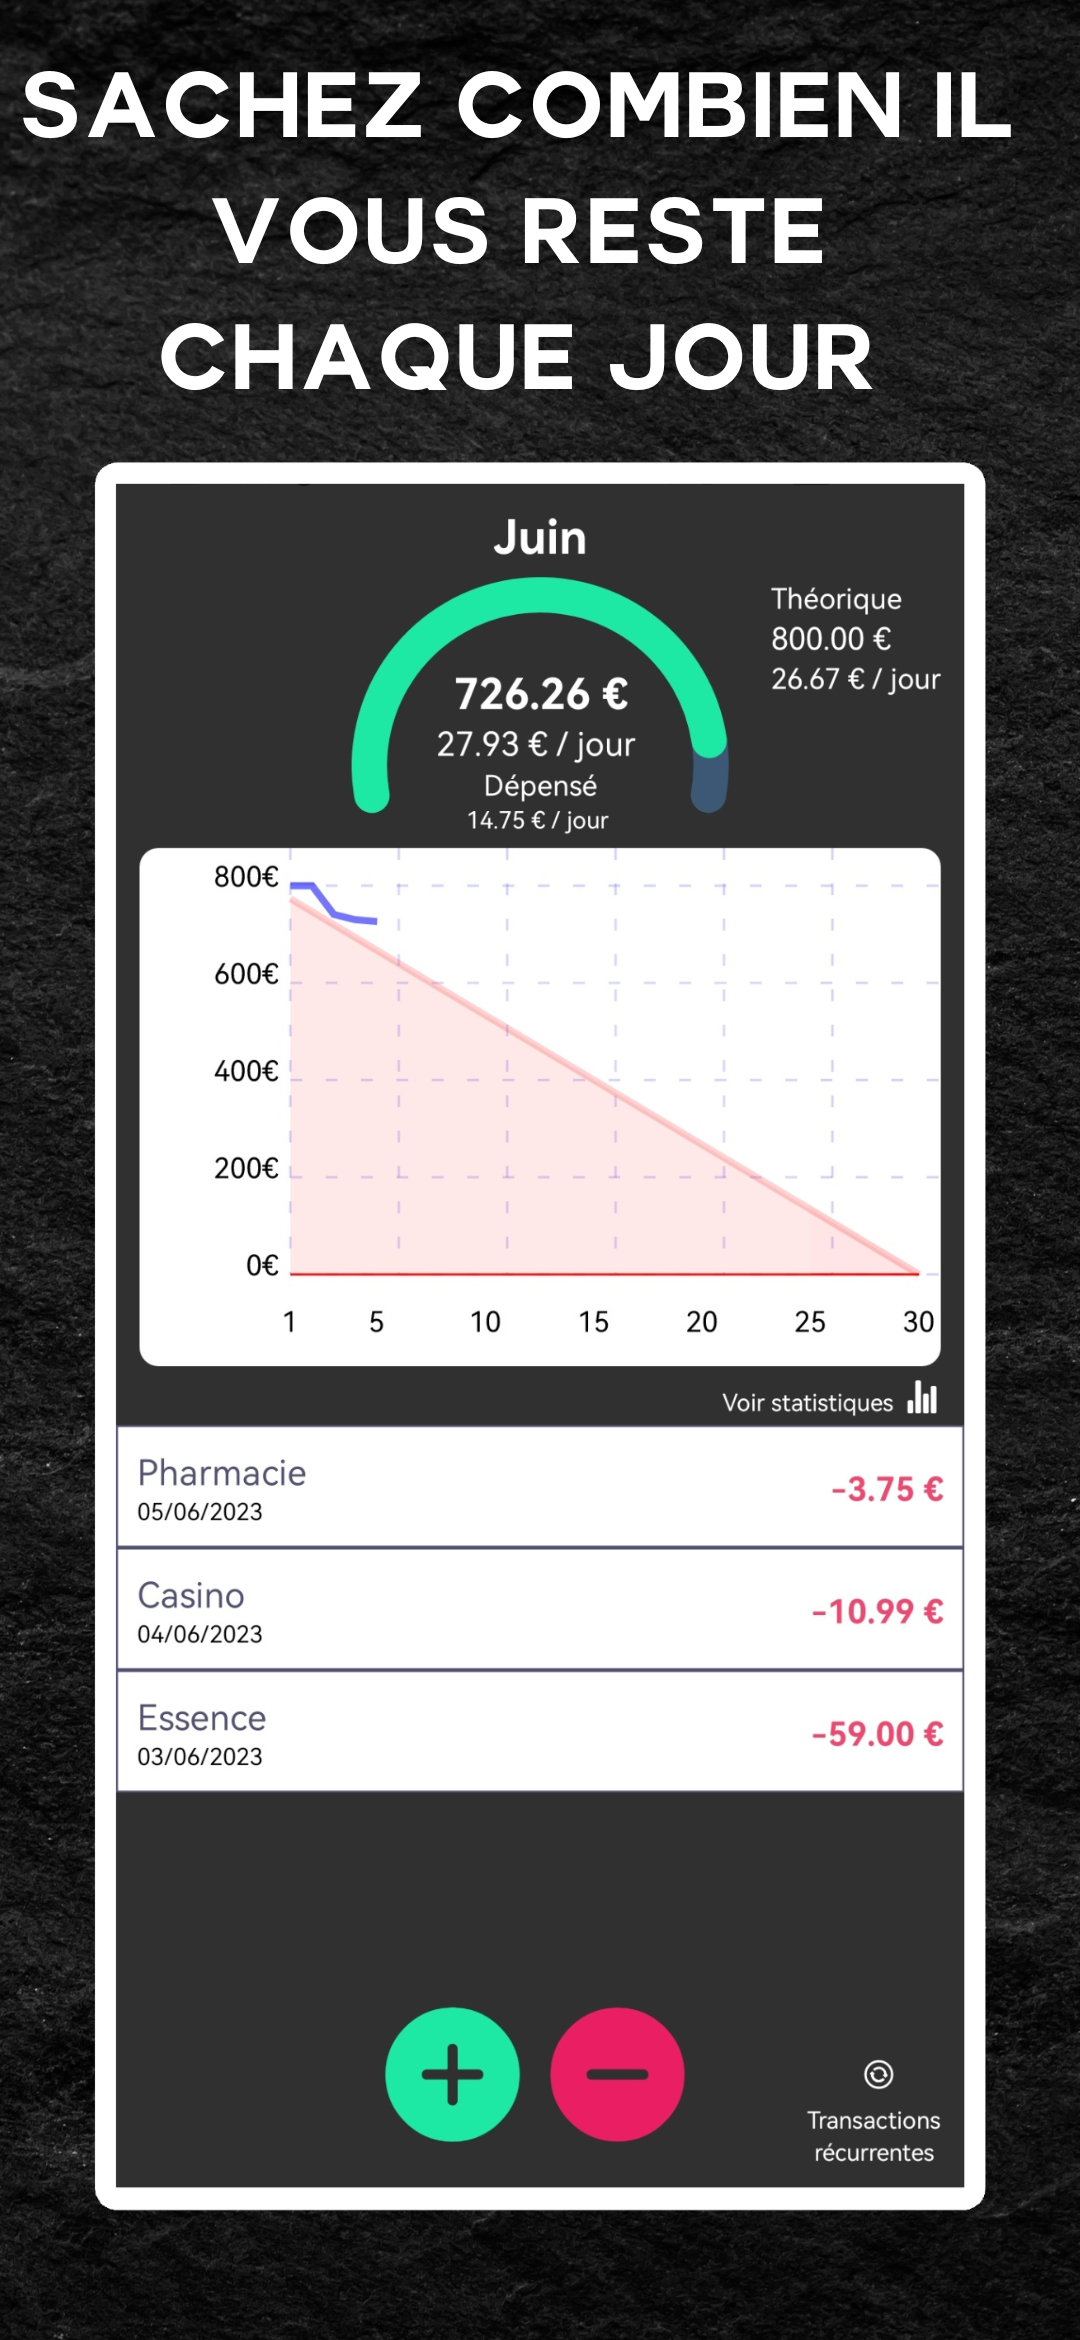 SACHEZ COMBIEN IL
VOUS RESTE
CHAQUE JOUR
Juin
Théorique
800.00 €
26.67 € / jour
726.26 €
27.93 € / jour
Dépensé
14.75 € / jour
800€
600€
400€
200€
0€
1 5 10 15 20 25 30
Voir statistiques
Pharmacie
05/06/2023
-3.75 €
Casino
04/06/2023
-10.99 €
Essence
03/06/2023
-59.00 €
Transactions
récurrentes